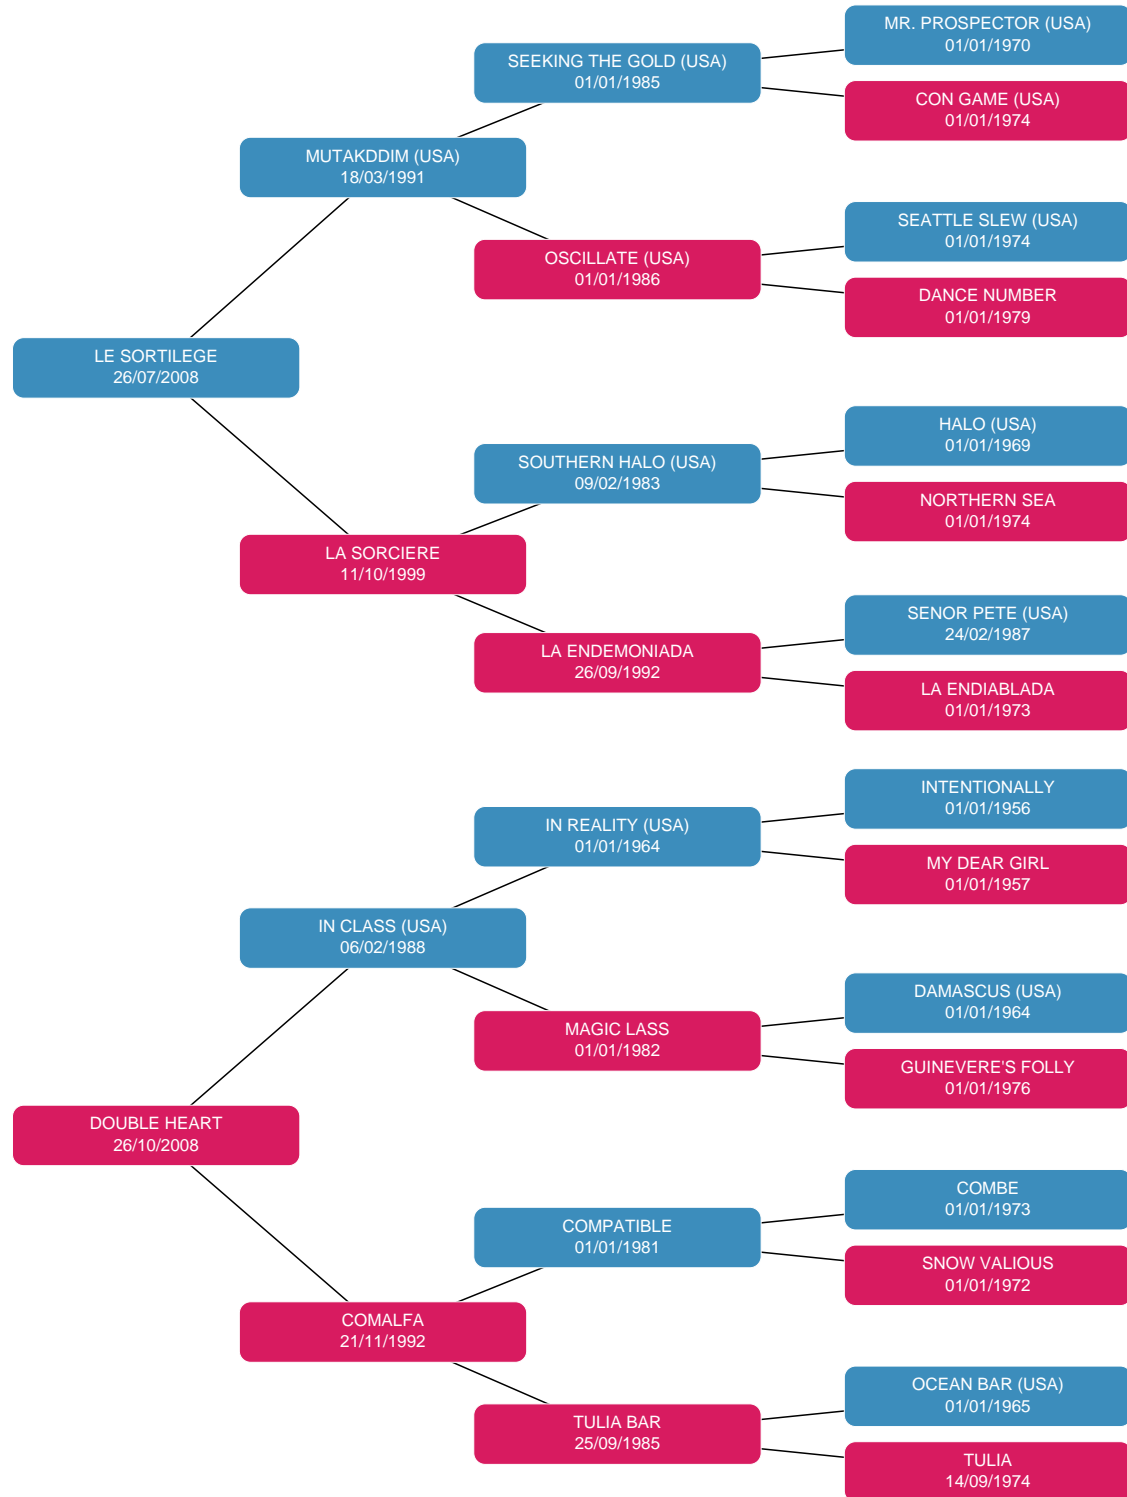 MR. PROSPECTOR (USA)
01/01/1970
SEEKING THE GOLD (USA)
01/01/1985
CON GAME (USA)
01/01/1974
MUTAKDDIM (USA)
18/03/1991
SEATTLE SLEW (USA)
01/01/1974
OSCILLATE (USA)
01/01/1986
DANCE NUMBER
01/01/1979
LE SORTILEGE
26/07/2008
HALO (USA)
01/01/1969
SOUTHERN HALO (USA)
09/02/1983
NORTHERN SEA
01/01/1974
LA SORCIERE
11/10/1999
SENOR PETE (USA)
24/02/1987
LA ENDEMONIADA
26/09/1992
LA ENDIABLADA
01/01/1973
INTENTIONALLY
01/01/1956
IN REALITY (USA)
01/01/1964
MY DEAR GIRL
01/01/1957
IN CLASS (USA)
06/02/1988
DAMASCUS (USA)
01/01/1964
MAGIC LASS
01/01/1982
GUINEVERE'S FOLLY
01/01/1976
DOUBLE HEART
26/10/2008
COMBE
01/01/1973
COMPATIBLE
01/01/1981
SNOW VALIOUS
01/01/1972
COMALFA
21/11/1992
OCEAN BAR (USA)
01/01/1965
TULIA BAR
25/09/1985
TULIA
14/09/1974